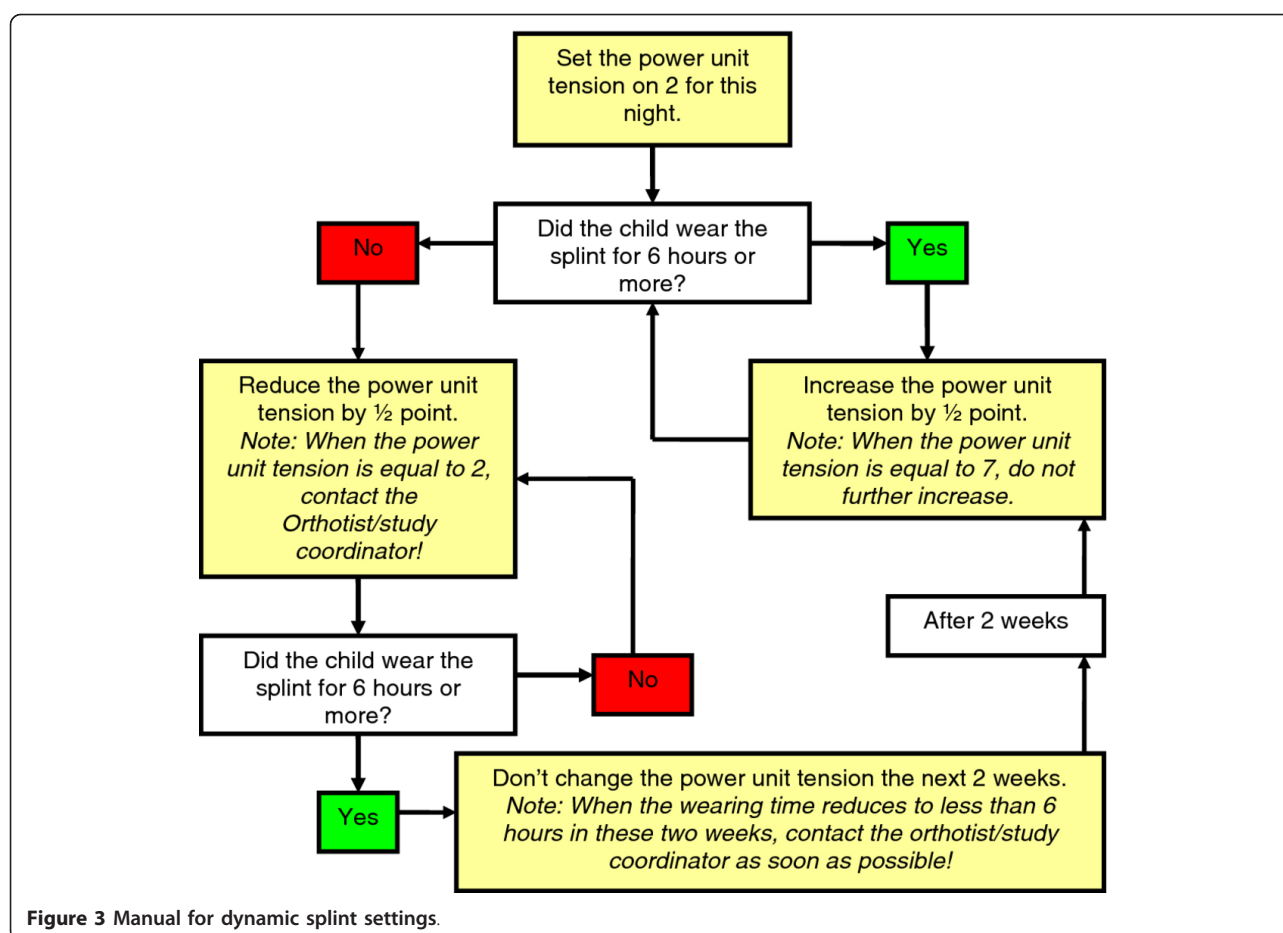 Set the power unit
tension on 2 for this
night.
No
Did the child wear the
splint for 6 hours or
more?
Yes
Reduce the power unit
tension by ½ point.
Note: When the power
unit tension is equal to 2,
contact the
Orthotist/study
coordinator!
Increase the power unit
tension by ½ point.
Note: When the power unit
tension is equal to 7, do not
further increase.
After 2 weeks
Did the child wear the
splint for 6 hours or
more?
No
Yes
Don't change the power unit tension the next 2 weeks.
Note: When the wearing time reduces to less than 6
hours in these two weeks, contact the orthotist/study
coordinator as soon as possible!
Figure 3 Manual for dynamic splint settings.